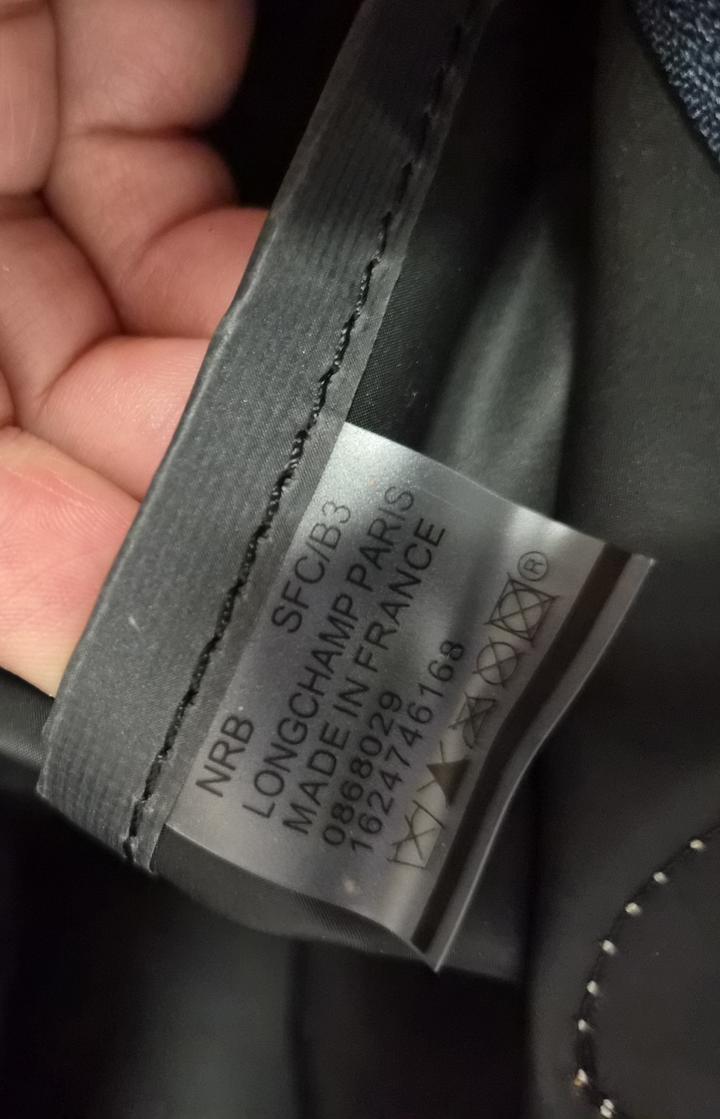 NRB SFC/B3
LONGCHAMP PARIS
MADE IN FRANCE
0868029
1624746168
®